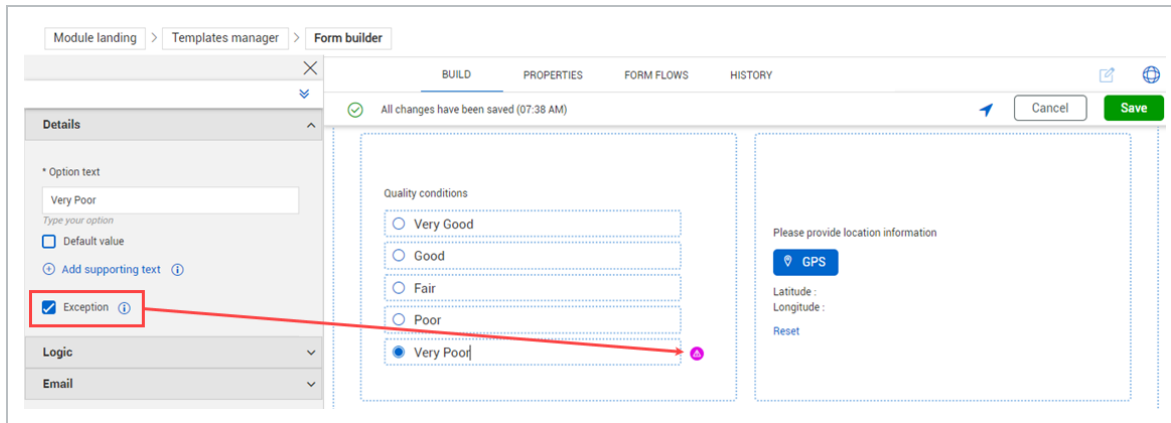 Module landing > Templates manager > Form builder
BUILD PROPERTIES FORM FLOWS HISTORY
All changes have been saved (07:38 AM)
Cancel
Save
Details
* Option text
Very Poor
Type your option
Default value
Add supporting text
Exception
Logic
Email
Quality conditions
Very Good
Good
Fair
Poor
Very Poor
Please provide location information
GPS
Latitude :
Longitude :
Reset